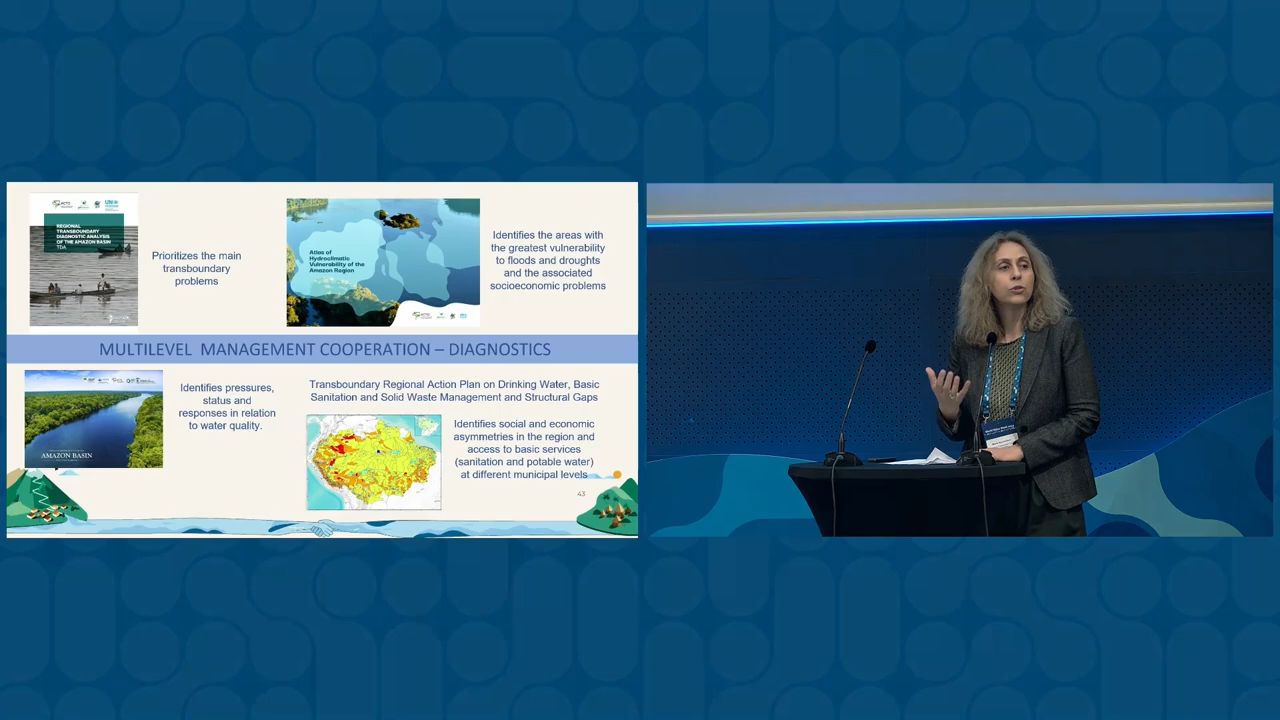 ACTO
UN
REGIONAL
TRANSBOUNDARY
DIAGNOSTIC ANALYSIS
OF THE AMAZON BASIN
TDA
Prioritizes the main
transboundary
problems
Atlas of
Hydroclimatic
Vulnerability of the
Amazon Region
ACTO
Identifies the areas with
the greatest vulnerability
to floods and droughts
and the associated
socioeconomic problems
MULTILEVEL MANAGEMENT COOPERATION – DIAGNOSTICS
AMAZON BASIN
Identifies pressures,
status and
responses in relation
to water quality.
Transboundary Regional Action Plan on Drinking Water, Basic
Sanitation and Solid Waste Management and Structural Gaps
Identifies social and economic
asymmetries in the region and
access to basic services
(sanitation and potable water)
at different municipal levels
43